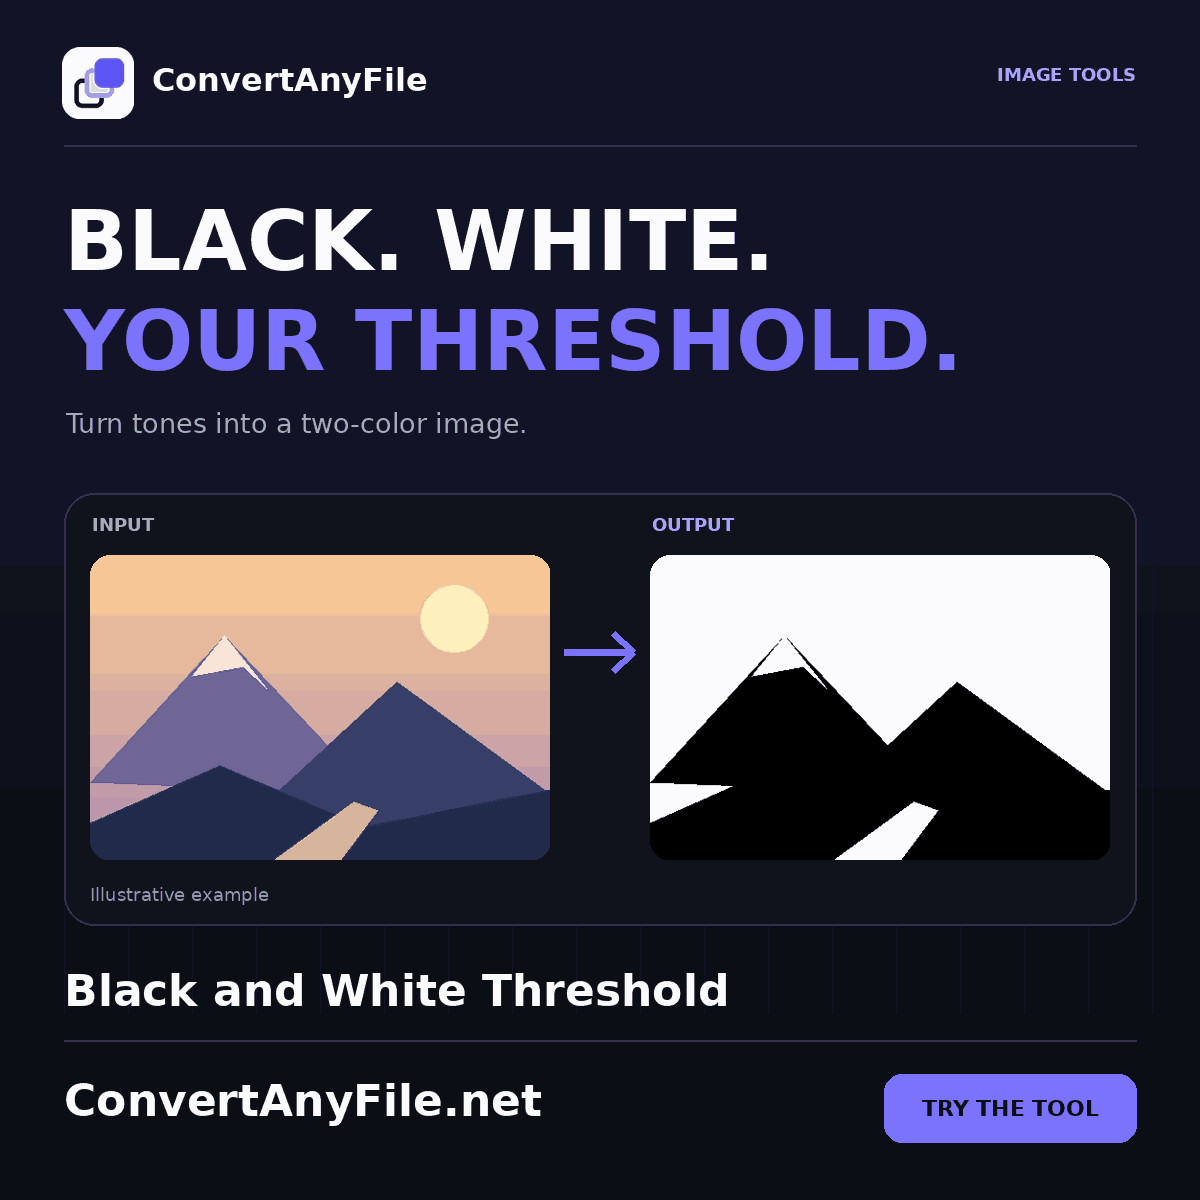 ConvertAnyFile
IMAGE TOOLS
BLACK. WHITE.
YOUR THRESHOLD.
Turn tones into a two-color image.
INPUT
OUTPUT
Illustrative example
Black and White Threshold
ConvertAnyFile.net
TRY THE TOOL